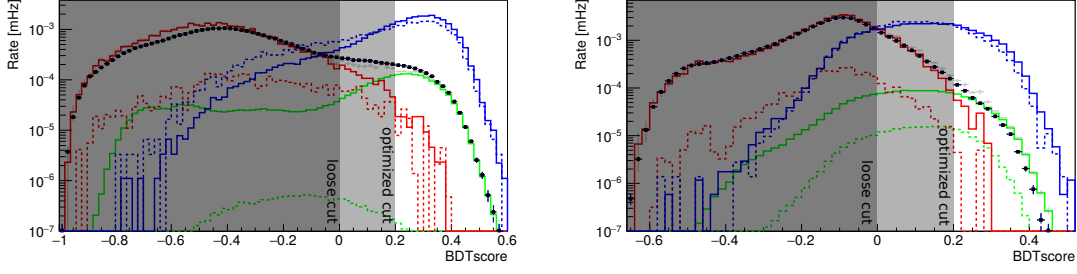 Rate [mHz]
10⁻³
10⁻⁴
10⁻⁵
10⁻⁶
10⁻⁷
loose cut
optimized cut
−1 −0.8 −0.6 −0.4 −0.2 0 0.2 0.4 0.6
BDTscore
Rate [mHz]
10⁻³
10⁻⁴
10⁻⁵
10⁻⁶
10⁻⁷
loose cut
optimized cut
−0.6 −0.4 −0.2 0 0.2 0.4
BDTscore